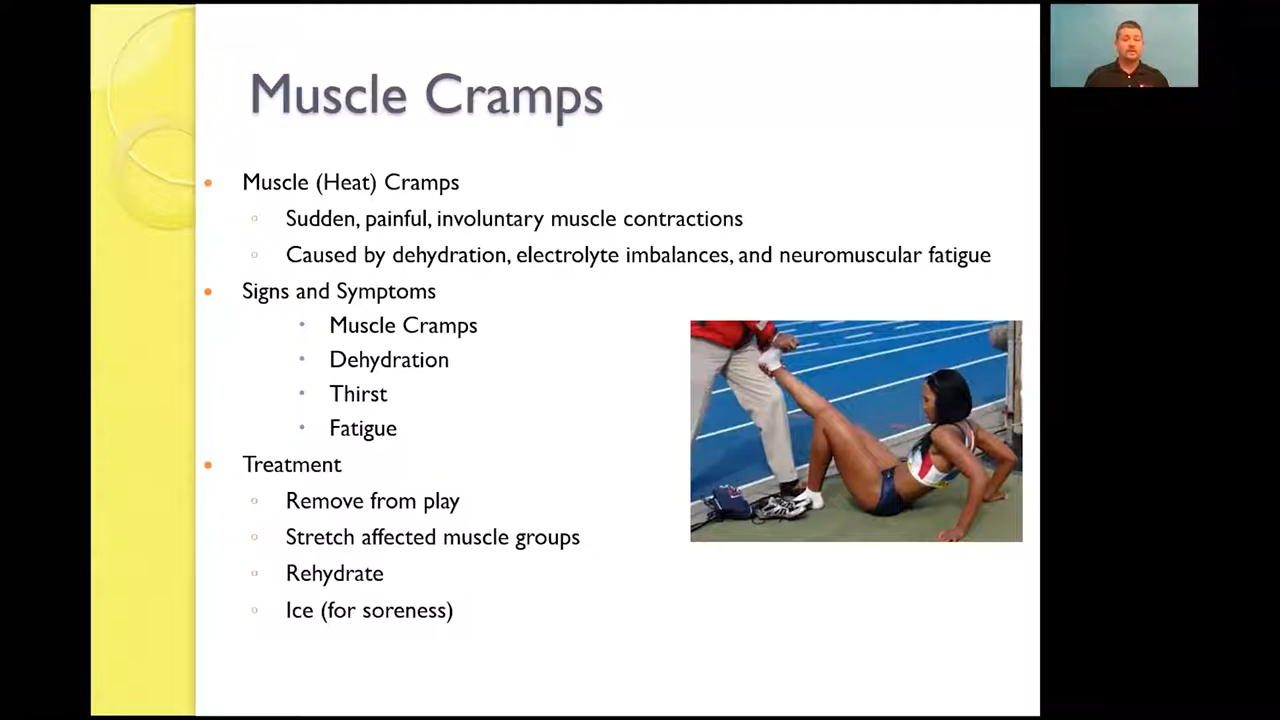 Muscle Cramps
Muscle (Heat) Cramps
Sudden, painful, involuntary muscle contractions
Caused by dehydration, electrolyte imbalances, and neuromuscular fatigue
Signs and Symptoms
Muscle Cramps
Dehydration
Thirst
Fatigue
Treatment
Remove from play
Stretch affected muscle groups
Rehydrate
Ice (for soreness)